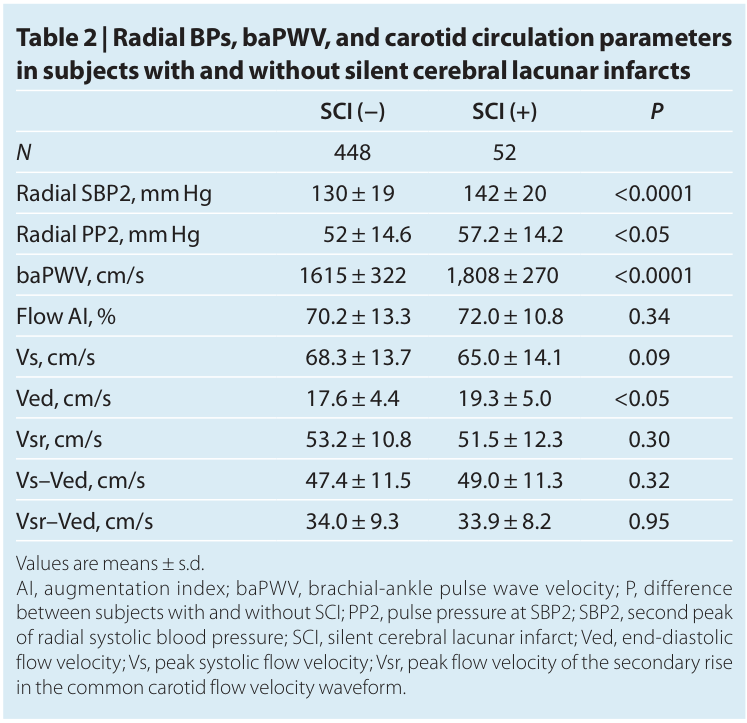 Table 2 | Radial BPs, baPWV, and carotid circulation parameters
in subjects with and without silent cerebral lacunar infarcts
SCI (−) SCI (+) P
N 448 52
Radial SBP2, mm Hg 130 ± 19 142 ± 20 <0.0001
Radial PP2, mm Hg 52 ± 14.6 57.2 ± 14.2 <0.05
baPWV, cm/s 1615 ± 322 1,808 ± 270 <0.0001
Flow AI, % 70.2 ± 13.3 72.0 ± 10.8 0.34
Vs, cm/s 68.3 ± 13.7 65.0 ± 14.1 0.09
Ved, cm/s 17.6 ± 4.4 19.3 ± 5.0 <0.05
Vsr, cm/s 53.2 ± 10.8 51.5 ± 12.3 0.30
Vs–Ved, cm/s 47.4 ± 11.5 49.0 ± 11.3 0.32
Vsr–Ved, cm/s 34.0 ± 9.3 33.9 ± 8.2 0.95
Values are means ± s.d.
AI, augmentation index; baPWV, brachial-ankle pulse wave velocity; P, difference
between subjects with and without SCI; PP2, pulse pressure at SBP2; SBP2, second peak
of radial systolic blood pressure; SCI, silent cerebral lacunar infarct; Ved, end-diastolic
flow velocity; Vs, peak systolic flow velocity; Vsr, peak flow velocity of the secondary rise
in the common carotid flow velocity waveform.